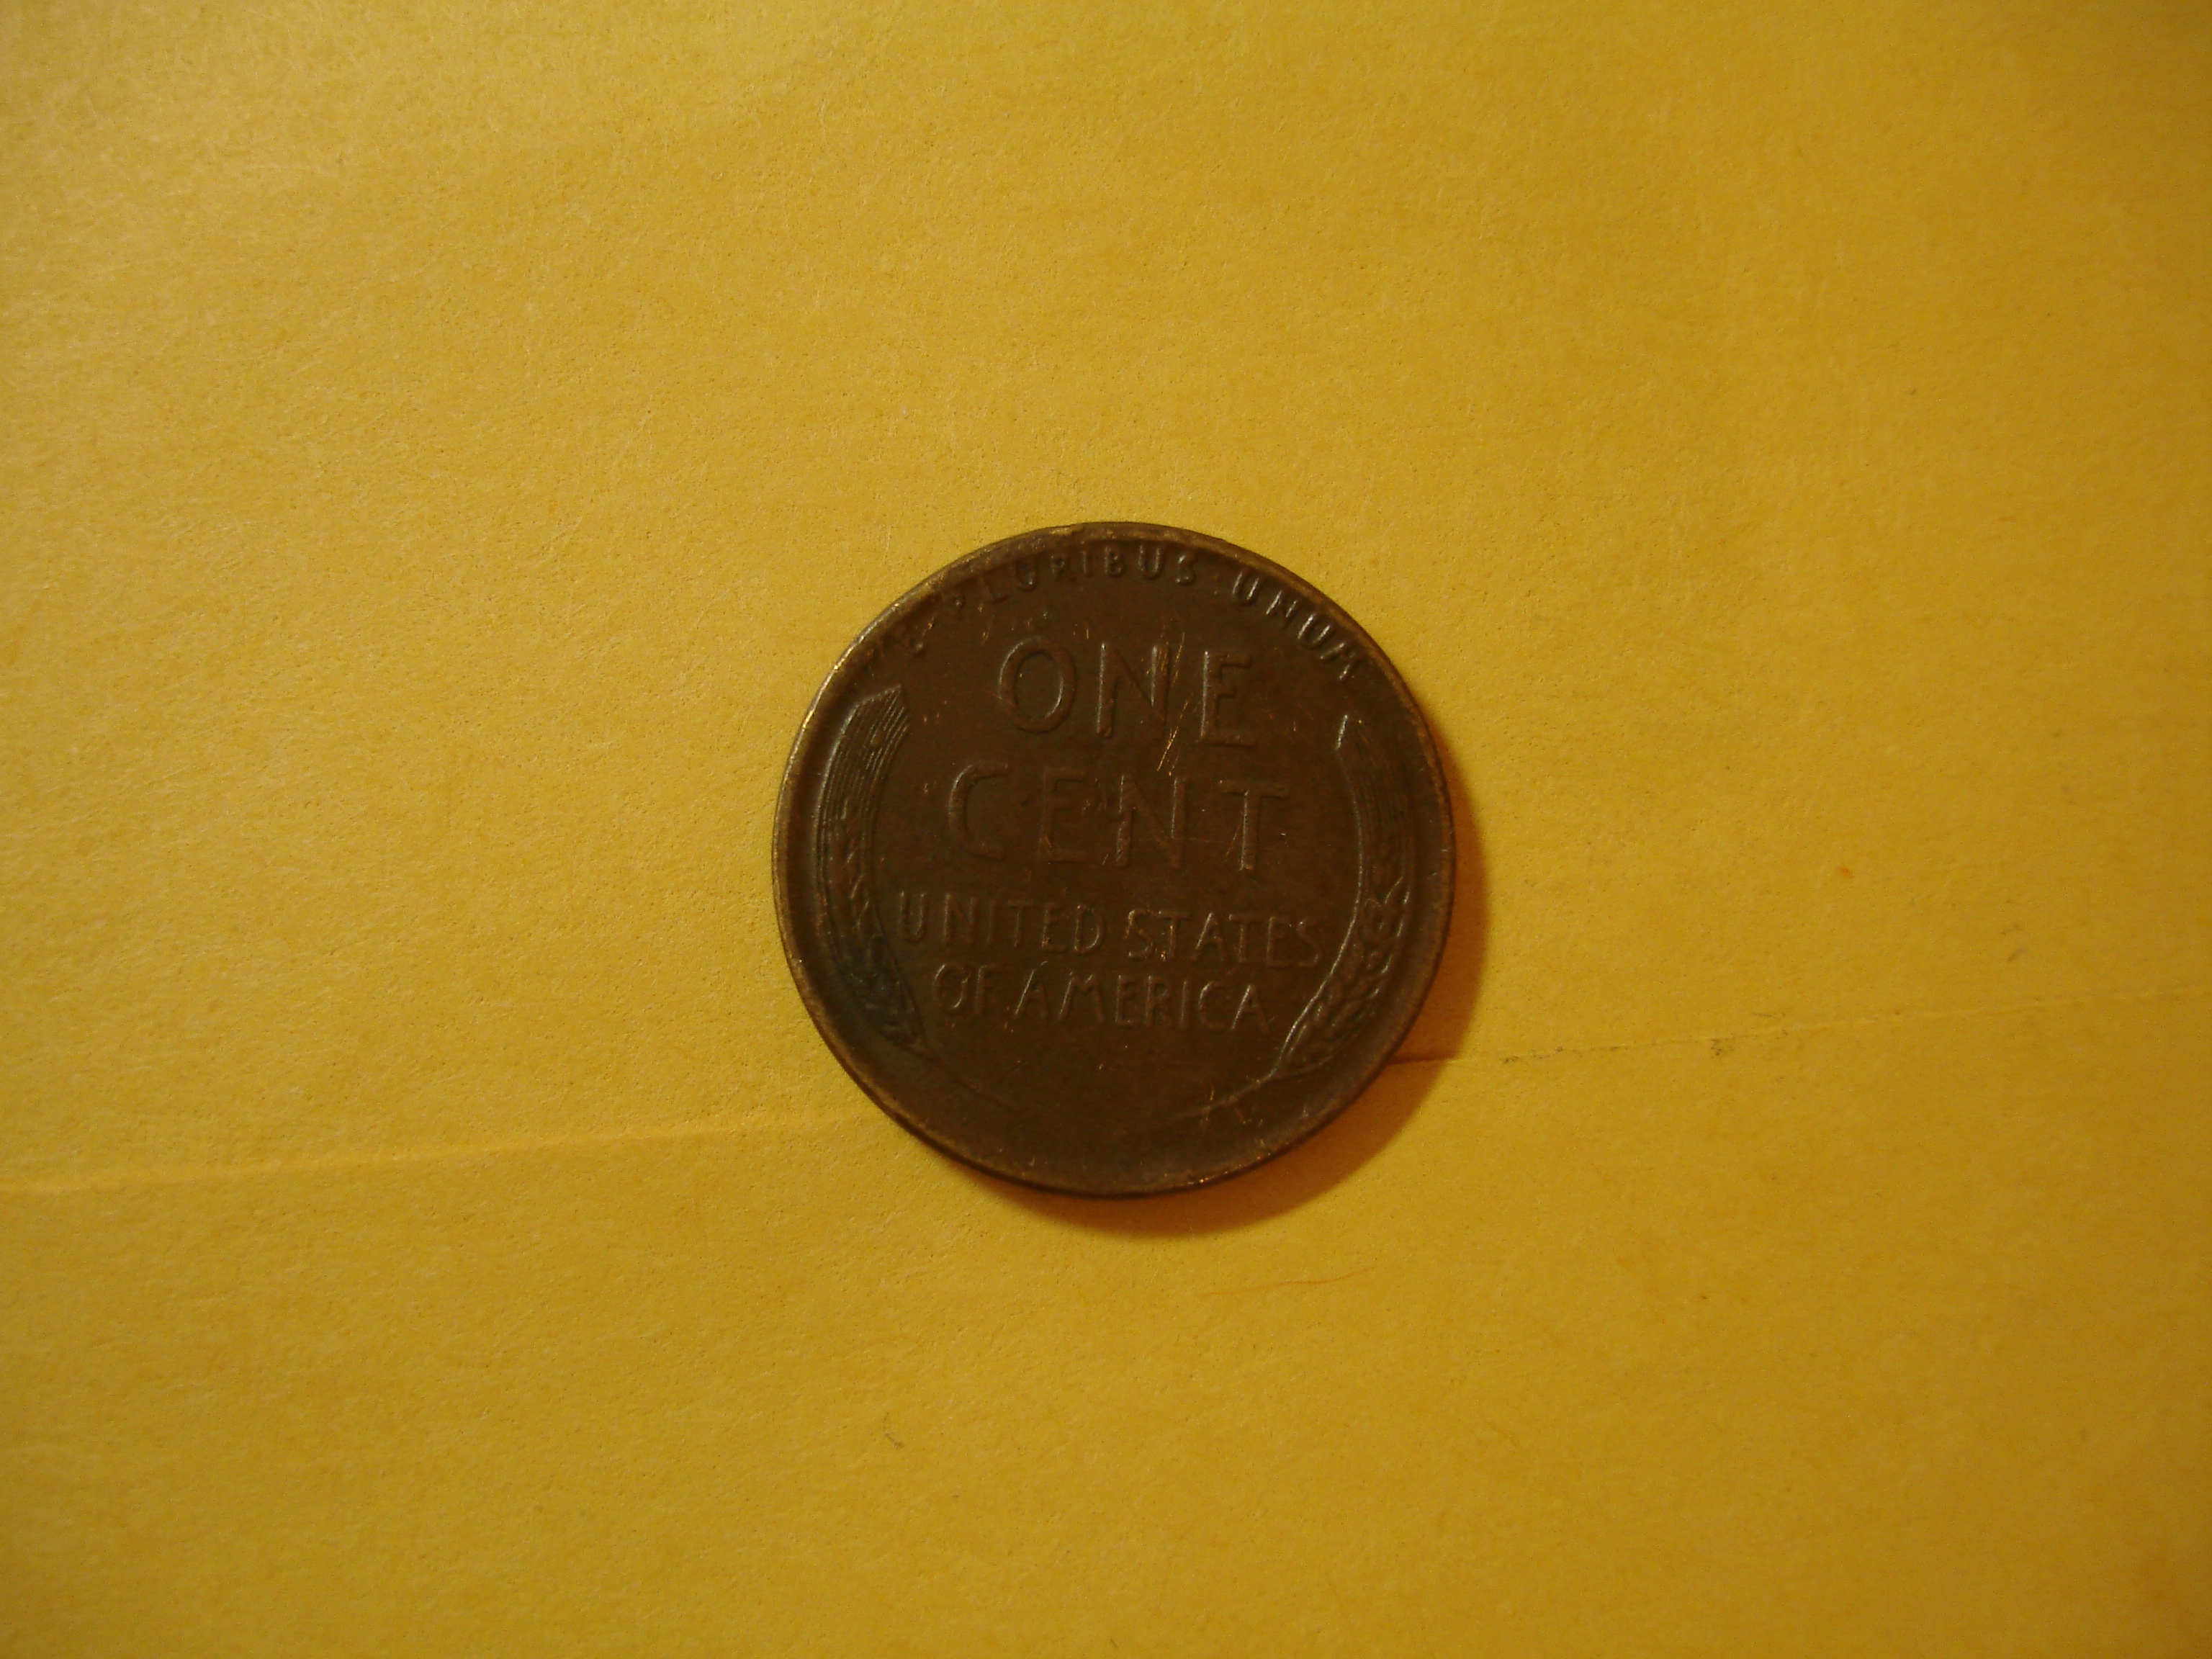 E PLURIBUS · UNUM
ONE
CENT
UNITED STATES
OF AMERICA